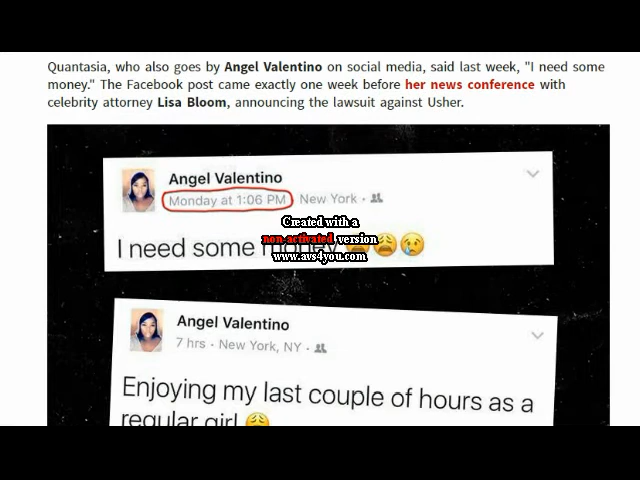 Quantasia, who also goes by Angel Valentino on social media, said last week, "I need some
money." The Facebook post came exactly one week before her news conference with
celebrity attorney Lisa Bloom, announcing the lawsuit against Usher.
Angel Valentino
Monday at 1:06 PM New York ·
Created with a
non-activated version
www.avs4you.com
I need some money 😩😩😢
Angel Valentino
7 hrs · New York, NY ·
Enjoying my last couple of hours as a
regular girl 😩